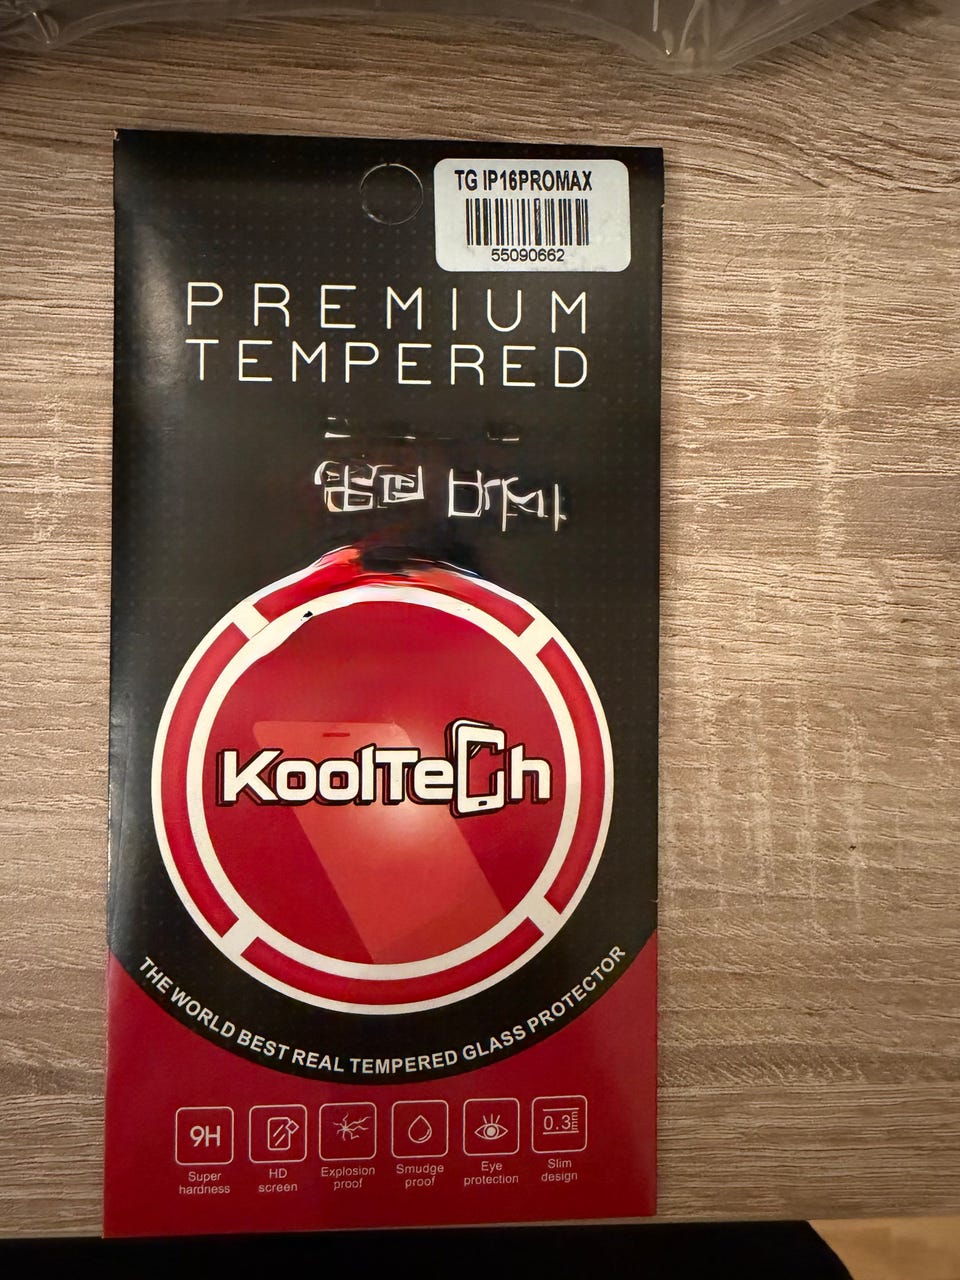 TG IP16PROMAX
55090662
PREMIUM
TEMPERED
KoolTech
THE WORLD BEST REAL TEMPERED GLASS PROTECTOR
9H
Super
hardness
HD
screen
Explosion
proof
Smudge
proof
Eye
protection
0.3mm
Slim
design